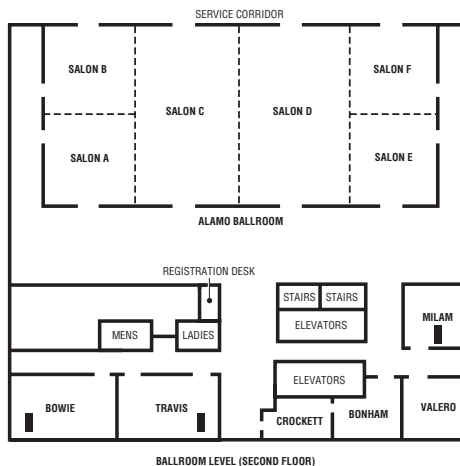 SERVICE CORRIDOR
SALON B
SALON F
SALON C
SALON D
SALON A
SALON E
ALAMO BALLROOM
REGISTRATION DESK
STAIRS
STAIRS
MILAM
MENS
LADIES
ELEVATORS
ELEVATORS
BOWIE
TRAVIS
CROCKETT
BONHAM
VALERO
BALLROOM LEVEL (SECOND FLOOR)